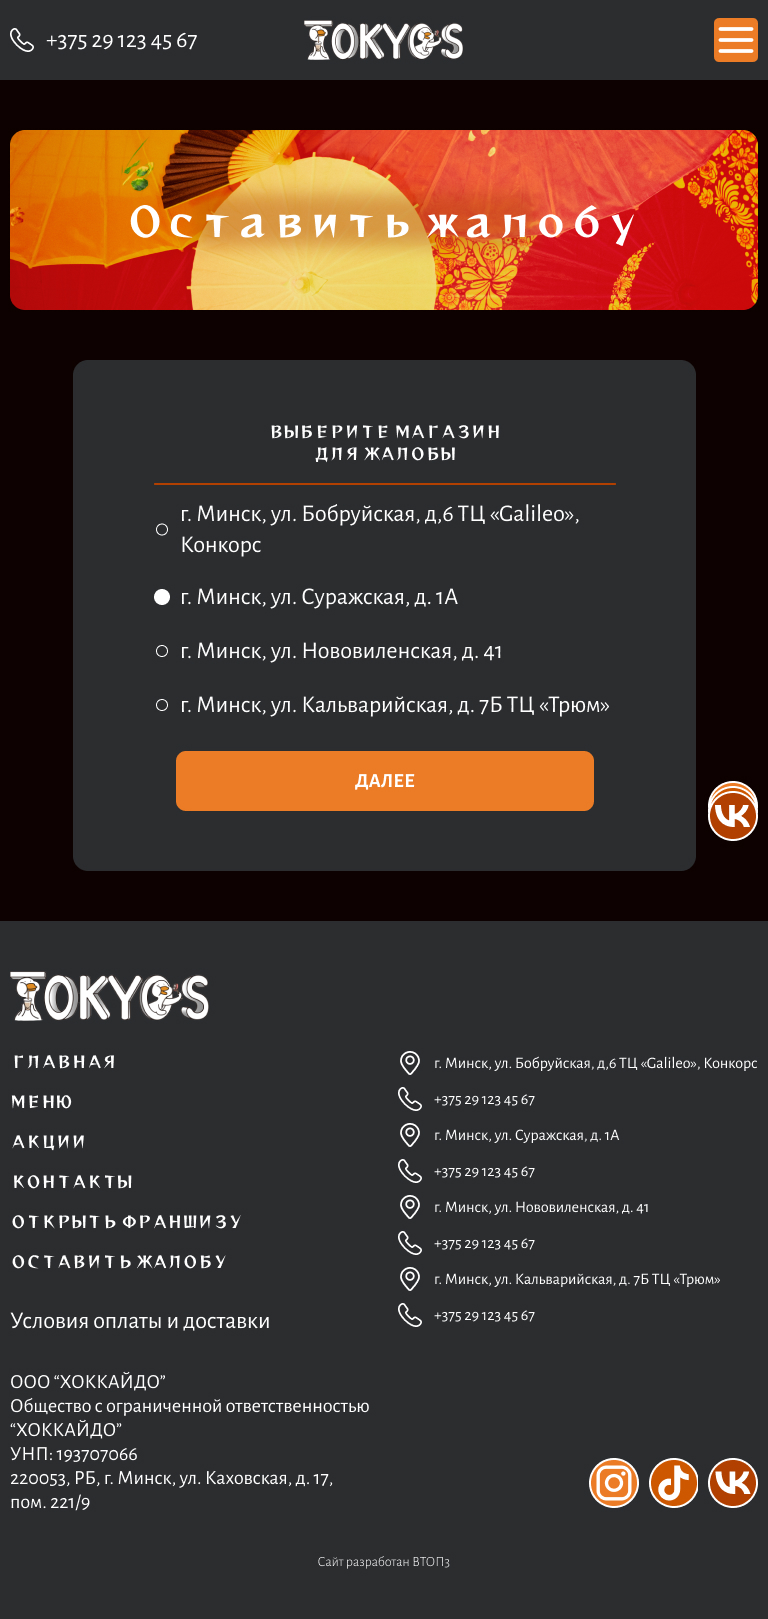 +375 29 123 45 67
TOKYOS
Оставить жалобу
ВЫБЕРИТЕ МАГАЗИН
ДЛЯ ЖАЛОБЫ
г. Минск, ул. Бобруйская, д,6 ТЦ «Galileo»,
Конкорс
г. Минск, ул. Суражская, д. 1А
г. Минск, ул. Нововиленская, д. 41
г. Минск, ул. Кальварийская, д. 7Б ТЦ «Трюм»
ДАЛЕЕ
TOKYOS
ГЛАВНАЯ
МЕНЮ
АКЦИИ
КОНТАКТЫ
ОТКРЫТЬ ФРАНШИЗУ
ОСТАВИТЬ ЖАЛОБУ
Условия оплаты и доставки
г. Минск, ул. Бобруйская, д,6 ТЦ «Galileo», Конкорс
+375 29 123 45 67
г. Минск, ул. Суражская, д. 1А
+375 29 123 45 67
г. Минск, ул. Нововиленская, д. 41
+375 29 123 45 67
г. Минск, ул. Кальварийская, д. 7Б ТЦ «Трюм»
+375 29 123 45 67
ООО “ХОККАЙДО”
Общество с ограниченной ответственностью
“ХОККАЙДО”
УНП: 193707066
220053, РБ, г. Минск, ул. Каховская, д. 17,
пом. 221/9
Сайт разработан ВТОП3